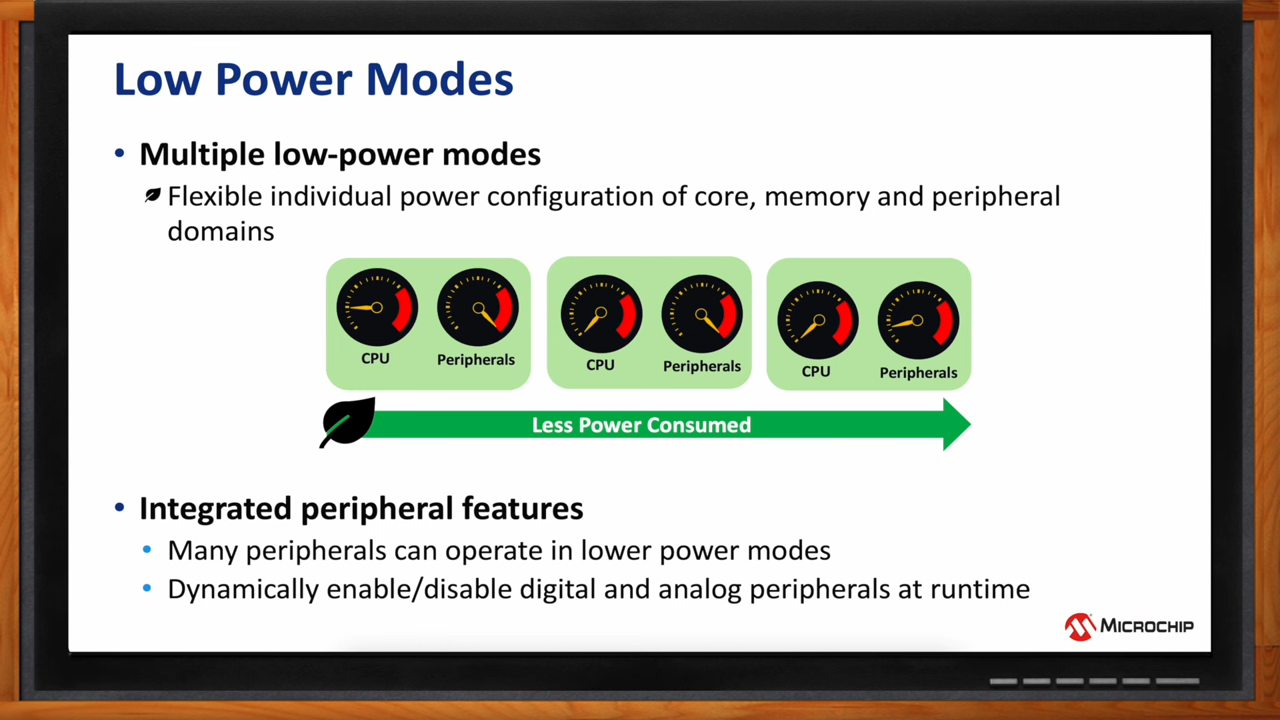 Low Power Modes
• Multiple low-power modes
Flexible individual power configuration of core, memory and peripheral
domains
CPU Peripherals
CPU Peripherals
CPU Peripherals
Less Power Consumed
• Integrated peripheral features
• Many peripherals can operate in lower power modes
• Dynamically enable/disable digital and analog peripherals at runtime
MICROCHIP